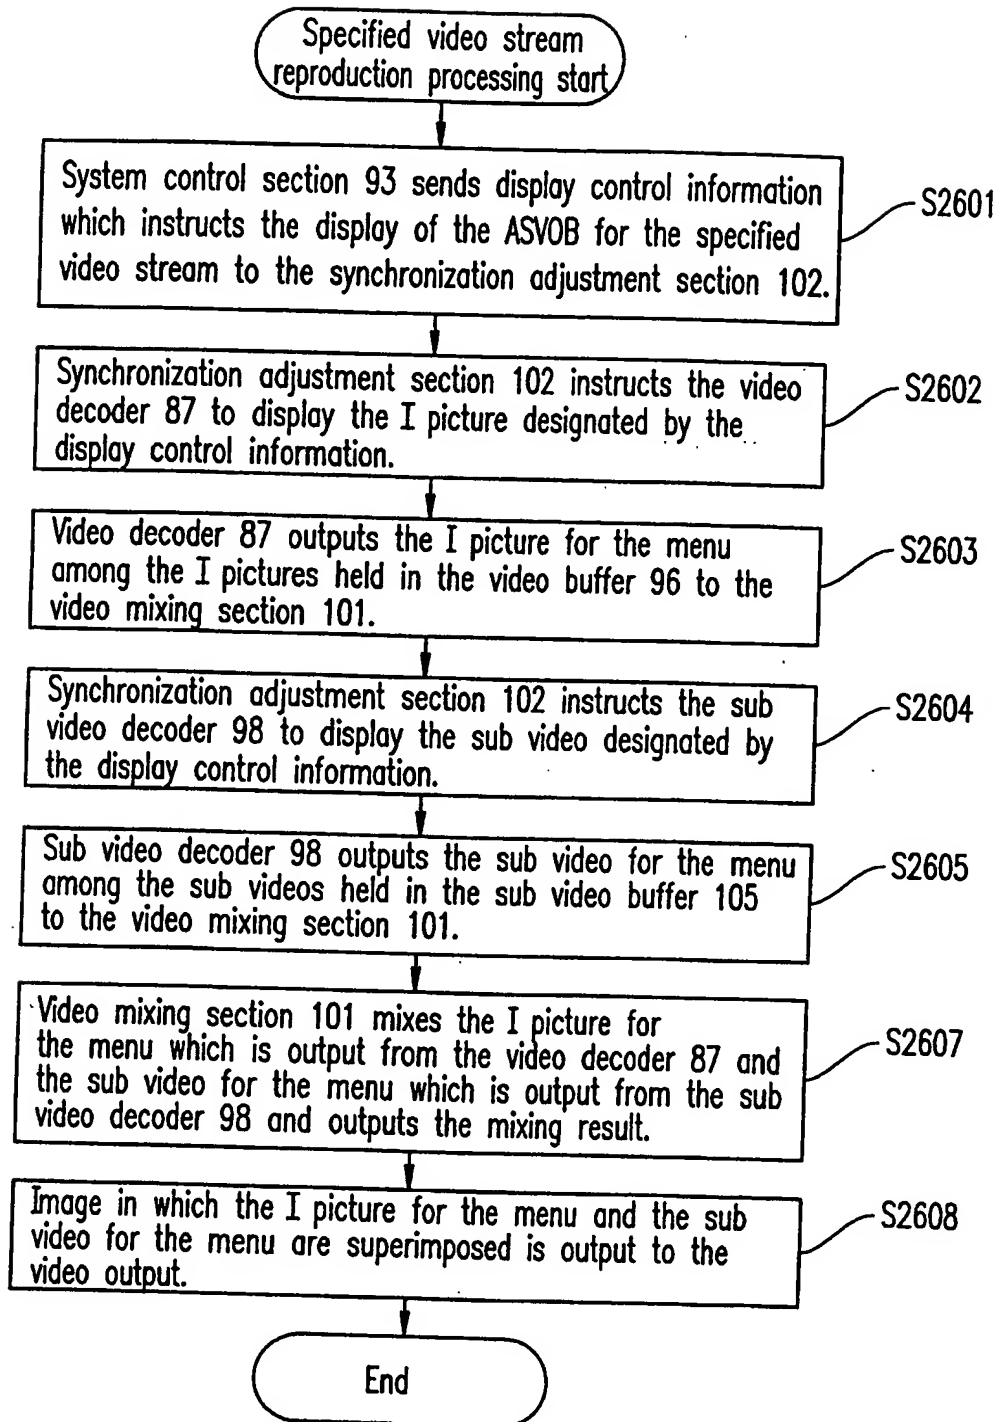 Specified video stream
reproduction processing start
System control section 93 sends display control information
which instructs the display of the ASVOB for the specified
video stream to the synchronization adjustment section 102.
S2601
Synchronization adjustment section 102 instructs the video
decoder 87 to display the I picture designated by the
display control information.
S2602
Video decoder 87 outputs the I picture for the menu
among the I pictures held in the video buffer 96 to the
video mixing section 101.
S2603
Synchronization adjustment section 102 instructs the sub
video decoder 98 to display the sub video designated by
the display control information.
S2604
Sub video decoder 98 outputs the sub video for the menu
among the sub videos held in the sub video buffer 105
to the video mixing section 101.
S2605
Video mixing section 101 mixes the I picture for
the menu which is output from the video decoder 87 and
the sub video for the menu which is output from the sub
video decoder 98 and outputs the mixing result.
S2607
Image in which the I picture for the menu and the sub
video for the menu are superimposed is output to the
video output.
S2608
End